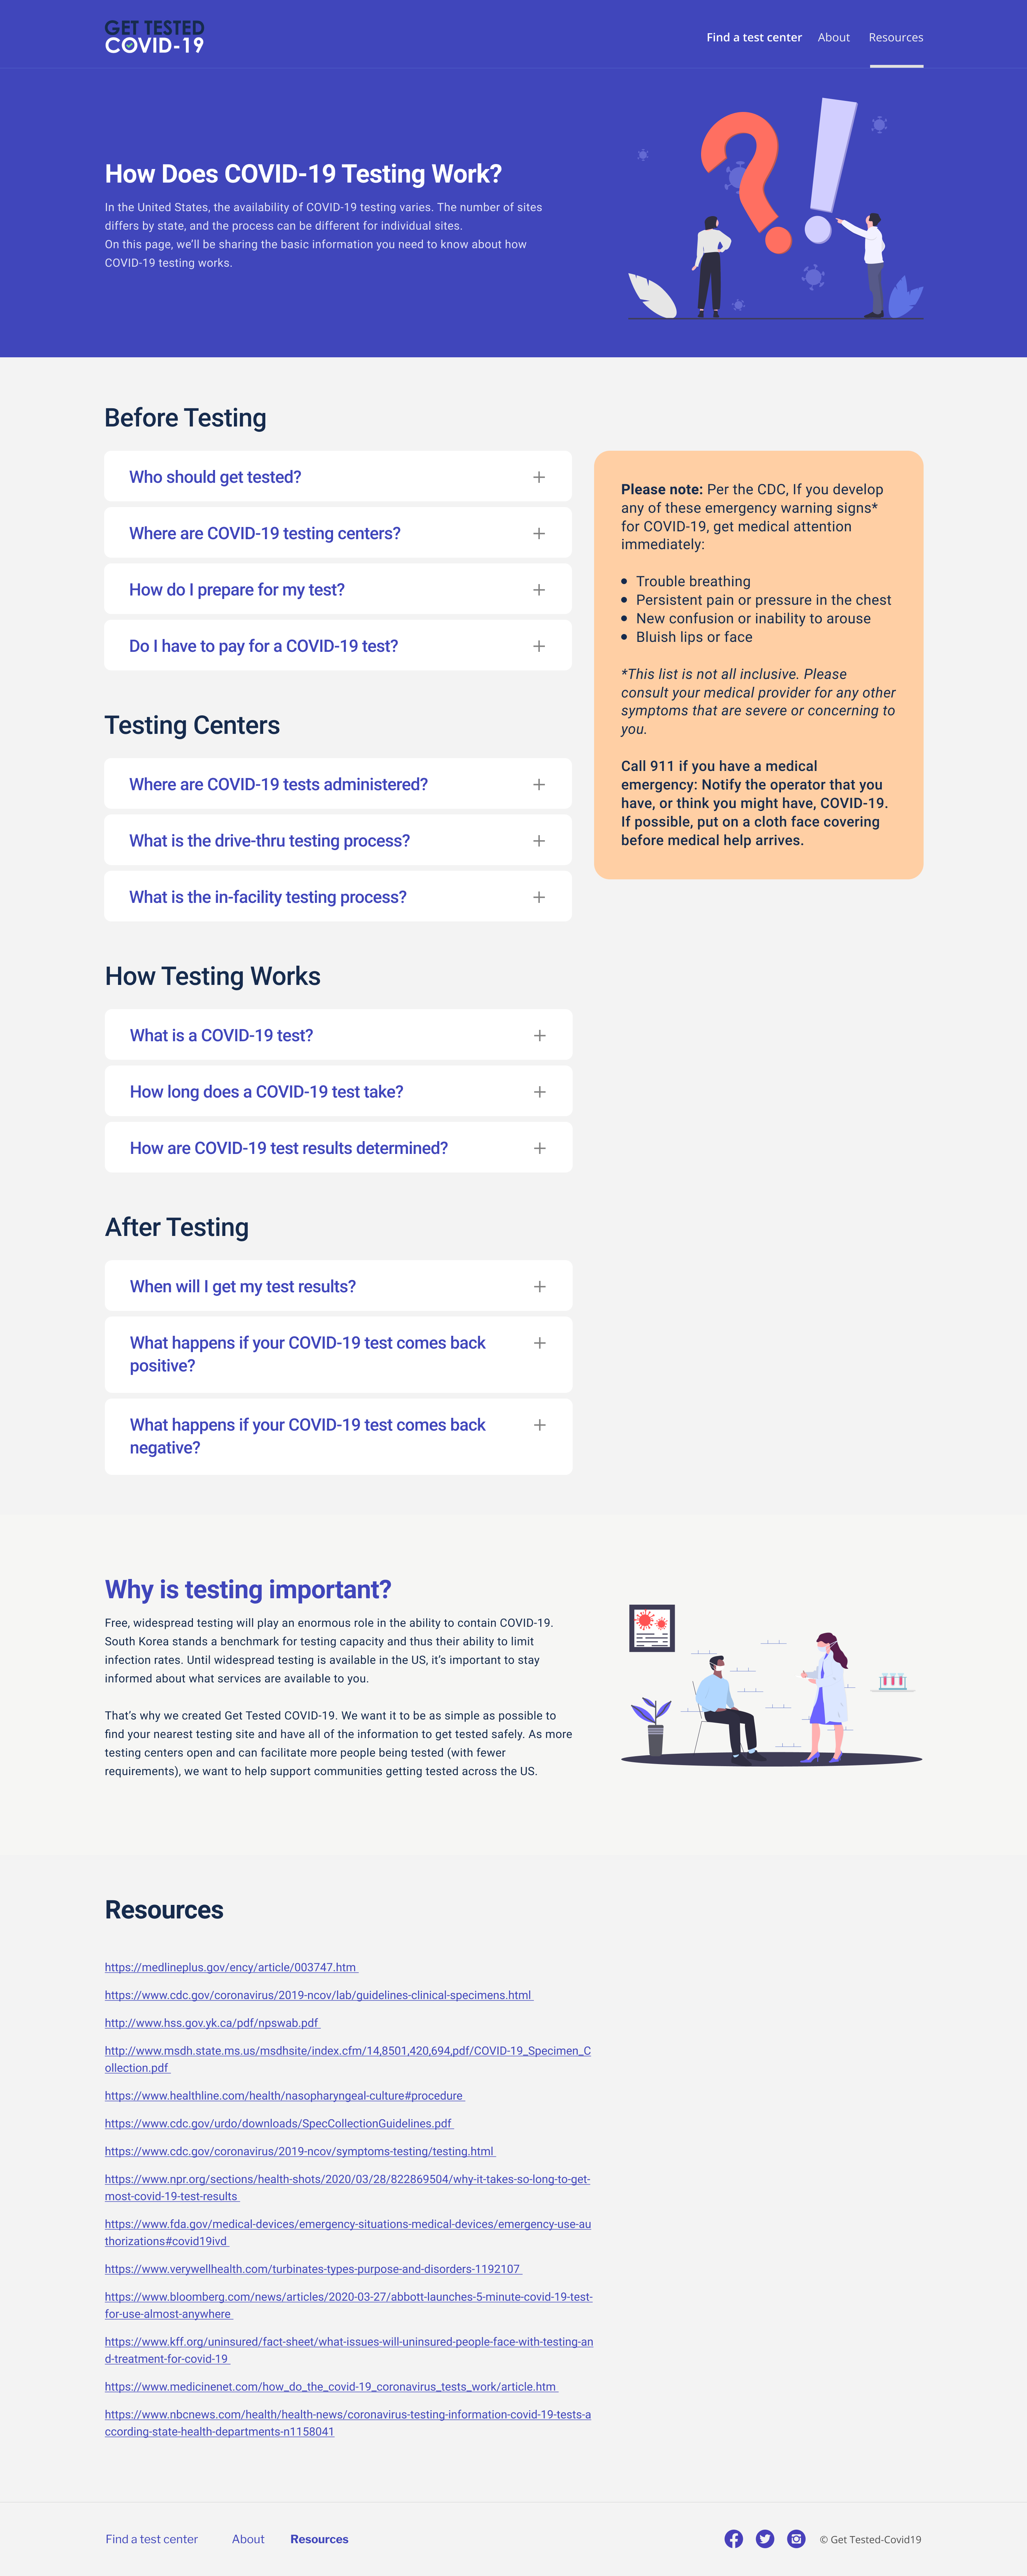 GET TESTED
COVID-19
Find a test center
About
Resources
How Does COVID-19 Testing Work?
In the United States, the availability of COVID-19 testing varies. The number of sites
differs by state, and the process can be different for individual sites.
On this page, we'll be sharing the basic information you need to know about how
COVID-19 testing works.
Before Testing
Who should get tested?
Where are COVID-19 testing centers?
How do I prepare for my test?
Do I have to pay for a COVID-19 test?
Please note: Per the CDC, If you develop
any of these emergency warning signs*
for COVID-19, get medical attention
immediately:
Trouble breathing
Persistent pain or pressure in the chest
New confusion or inability to arouse
Bluish lips or face
*This list is not all inclusive. Please
consult your medical provider for any other
symptoms that are severe or concerning to
you.
Call 911 if you have a medical
emergency: Notify the operator that you
have, or think you might have, COVID-19.
If possible, put on a cloth face covering
before medical help arrives.
Testing Centers
Where are COVID-19 tests administered?
What is the drive-thru testing process?
What is the in-facility testing process?
How Testing Works
What is a COVID-19 test?
How long does a COVID-19 test take?
How are COVID-19 test results determined?
After Testing
When will I get my test results?
What happens if your COVID-19 test comes back
positive?
What happens if your COVID-19 test comes back
negative?
Why is testing important?
Free, widespread testing will play an enormous role in the ability to contain COVID-19.
South Korea stands a benchmark for testing capacity and thus their ability to limit
infection rates. Until widespread testing is available in the US, it's important to stay
informed about what services are available to you.
That's why we created Get Tested COVID-19. We want it to be as simple as possible to
find your nearest testing site and have all of the information to get tested safely. As more
testing centers open and can facilitate more people being tested (with fewer
requirements), we want to help support communities getting tested across the US.
Resources
https://medlineplus.gov/ency/article/003747.htm
https://www.cdc.gov/coronavirus/2019-ncov/lab/guidelines-clinical-specimens.html
http://www.hss.gov.yk.ca/pdf/npswab.pdf
http://www.msdh.state.ms.us/msdhsite/index.cfm/14,8501,420,694,pdf/COVID-19_Specimen_C
ollection.pdf
https://www.healthline.com/health/nasopharyngeal-culture#procedure
https://www.cdc.gov/urdo/downloads/SpecCollectionGuidelines.pdf
https://www.cdc.gov/coronavirus/2019-ncov/symptoms-testing/testing.html
https://www.npr.org/sections/health-shots/2020/03/28/822869504/why-it-takes-so-long-to-get-
most-covid-19-test-results
https://www.fda.gov/medical-devices/emergency-situations-medical-devices/emergency-use-au
thorizations#covid19ivd
https://www.verywellhealth.com/turbinates-types-purpose-and-disorders-1192107
https://www.bloomberg.com/news/articles/2020-03-27/abbott-launches-5-minute-covid-19-test-
for-use-almost-anywhere
https://www.kff.org/uninsured/fact-sheet/what-issues-will-uninsured-people-face-with-testing-an
d-treatment-for-covid-19
https://www.medicinenet.com/how_do_the_covid-19_coronavirus_tests_work/article.htm
https://www.nbcnews.com/health/health-news/coronavirus-testing-information-covid-19-tests-a
ccording-state-health-departments-n1158041
Find a test center
About
Resources
© Get Tested-Covid19